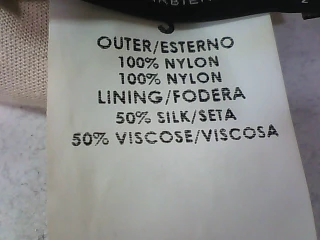 OUTER/ESTERNO
100% NYLON
100% NYLON
LINING/FODERA
50% SILK/SETA
50% VISCOSE/VISCOSA